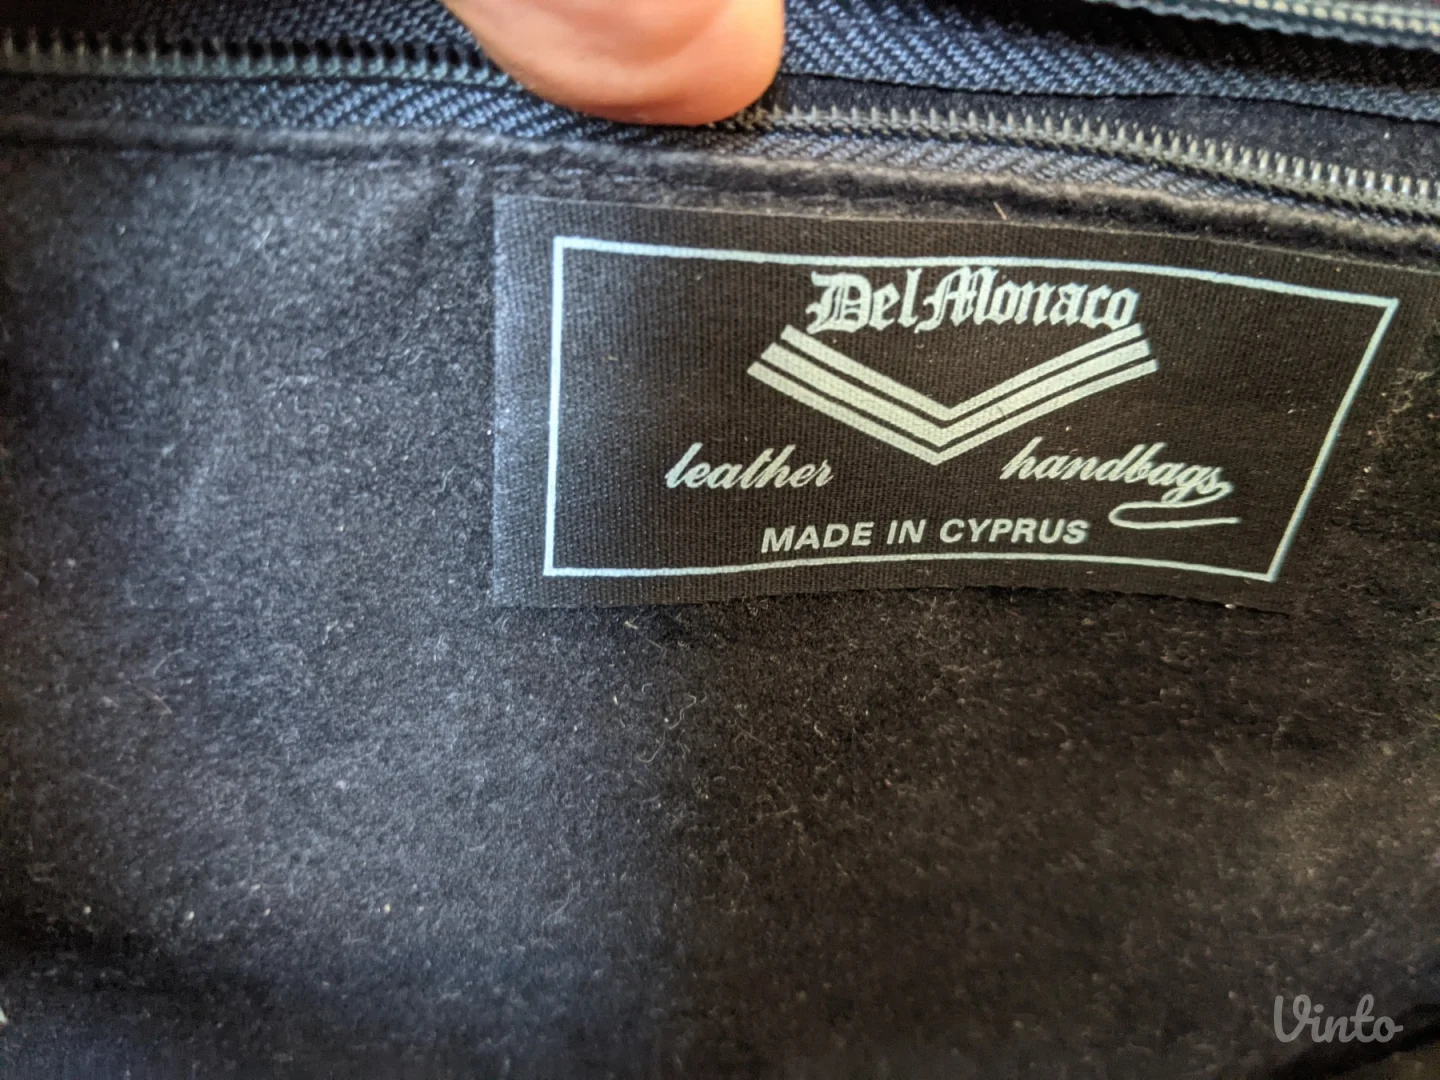 Del Monaco
leather handbags
MADE IN CYPRUS
Vinto